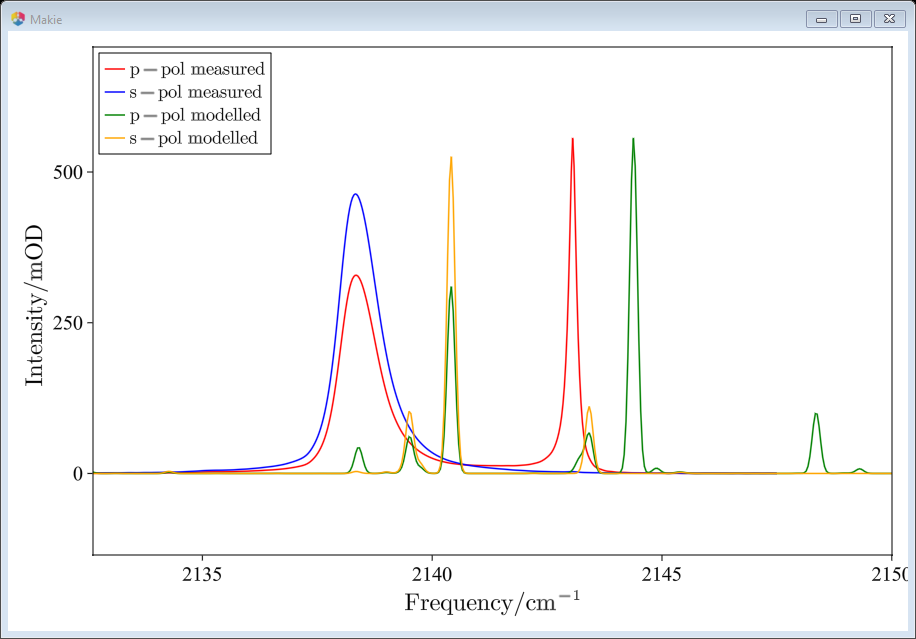 Makie
p − pol measured
s − pol measured
p − pol modelled
s − pol modelled
500
250
0
Intensity/mOD
2135 2140 2145 2150
Frequency/cm⁻¹